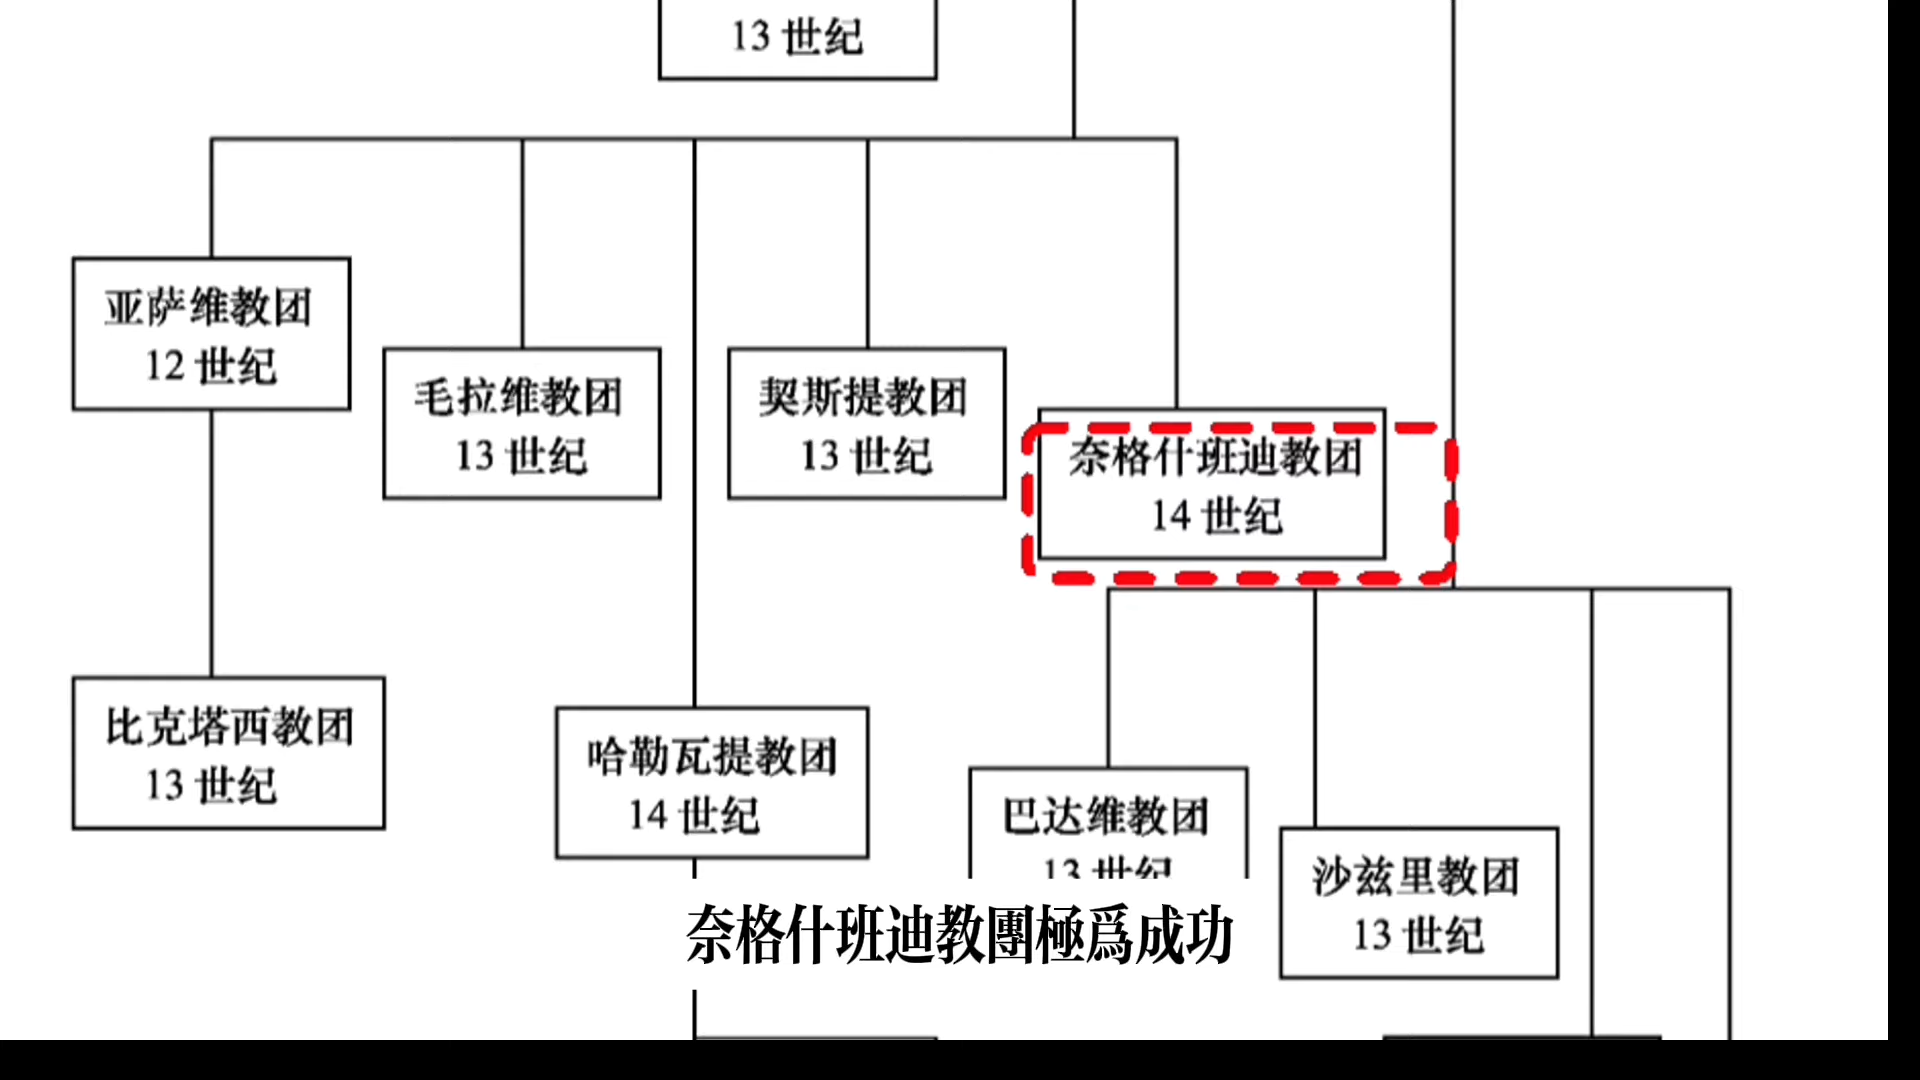 13 世纪
亚萨维教团
12 世纪
毛拉维教团
13 世纪
契斯提教团
13 世纪
奈格什班迪教团
14 世纪
比克塔西教团
13 世纪
哈勒瓦提教团
14 世纪
巴达维教团
13 世纪
沙兹里教团
13 世纪
奈格什班迪教團極爲成功